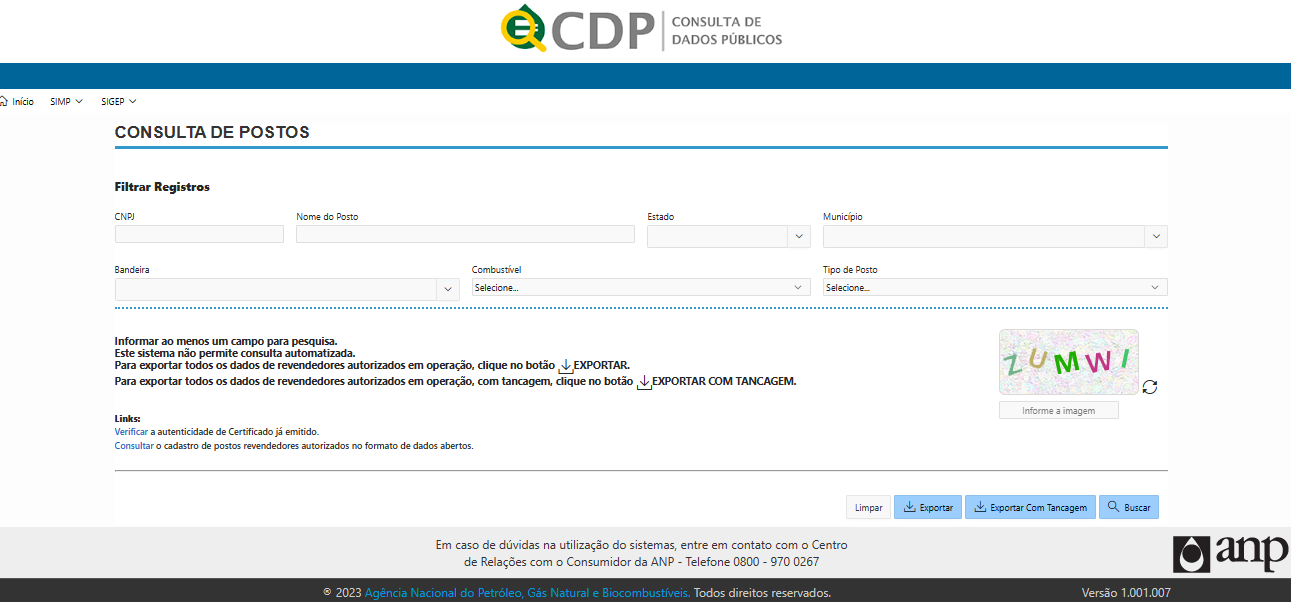 CDP CONSULTA DE
DADOS PÚBLICOS
Início SIMP SIGEP
CONSULTA DE POSTOS
Filtrar Registros
CNPJ Nome do Posto Estado Município
Bandeira Combustível Tipo de Posto
Selecione... Selecione...
Informar ao menos um campo para pesquisa.
Este sistema não permite consulta automatizada.
Para exportar todos os dados de revendedores autorizados em operação, clique no botão EXPORTAR.
Para exportar todos os dados de revendedores autorizados em operação, com tancagem, clique no botão EXPORTAR COM TANCAGEM.
ZUMWI
Informe a imagem
Links:
Verificar a autenticidade de Certificado já emitido.
Consultar o cadastro de postos revendedores autorizados no formato de dados abertos.
Limpar Exportar Exportar Com Tancagem Buscar
Em caso de dúvidas na utilização do sistemas, entre em contato com o Centro
de Relações com o Consumidor da ANP - Telefone 0800 - 970 0267
anp
® 2023 Agência Nacional do Petróleo, Gás Natural e Biocombustíveis. Todos direitos reservados.
Versão 1.001.007